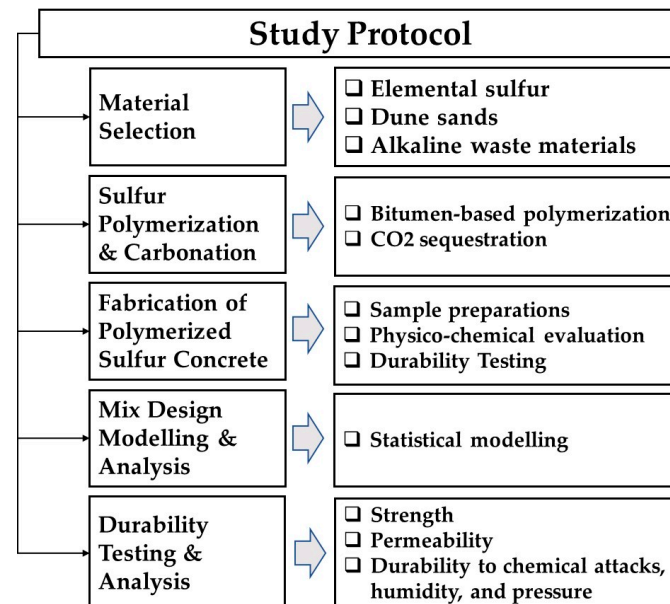 Study Protocol
Material
Selection
❑ Elemental sulfur
❑ Dune sands
❑ Alkaline waste materials
Sulfur
Polymerization
& Carbonation
❑ Bitumen-based polymerization
❑ CO2 sequestration
Fabrication of
Polymerized
Sulfur Concrete
❑ Sample preparations
❑ Physico-chemical evaluation
❑ Durability Testing
Mix Design
Modelling &
Analysis
❑ Statistical modelling
Durability
Testing &
Analysis
❑ Strength
❑ Permeability
❑ Durability to chemical attacks,
humidity, and pressure